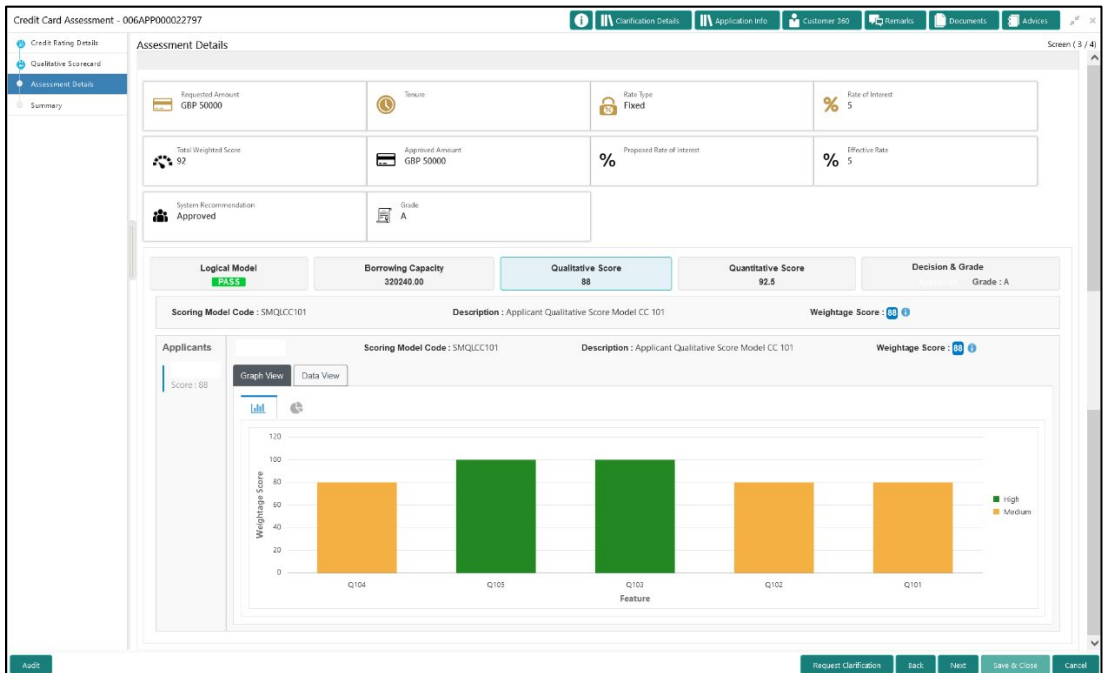 Credit Card Assessment - 006APP000022797
Clarification Details
Application Info
Customer 360
Remarks
Documents
Advices
Credit Rating Details
Qualitative Scorecard
Assessment Details
Summary
Assessment Details
Screen ( 3 / 4)
Requested Amount
GBP 50000
Tenure
Rate Type
Fixed
Rate of Interest
5
Total Weighted Score
92
Approved Amount
GBP 50000
Proposed Rate of Interest
Effective Rate
5
System Recommendation
Approved
Grade
A
Logical Model
PASS
Borrowing Capacity
320240.00
Qualitative Score
88
Quantitative Score
92.5
Decision & Grade
Grade : A
Scoring Model Code : SMQLCC101
Description : Applicant Qualitative Score Model CC 101
Weightage Score : 88
Applicants
Score : 88
Scoring Model Code : SMQLCC101
Description : Applicant Qualitative Score Model CC 101
Weightage Score : 88
Graph View
Data View
120
100
80
60
40
20
0
Weightage Score
Q104
Q105
Q103
Q102
Q101
Feature
High
Medium
Audit
Request Clarification
Back
Next
Save & Close
Cancel